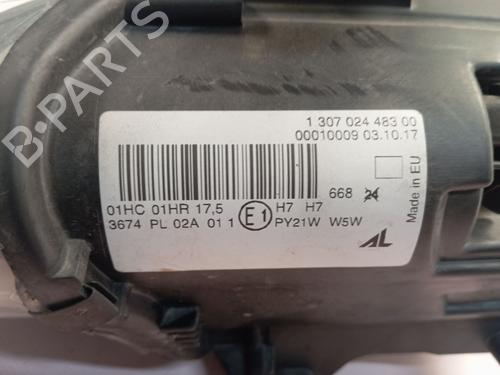 1 307 024 483 00
00010009 03.10.17
668 24
Made in EU
01HC 01HR 17,5 H7 H7
3674 PL 02A 01 1 E1 PY21W W5W
AL
B-PARTS